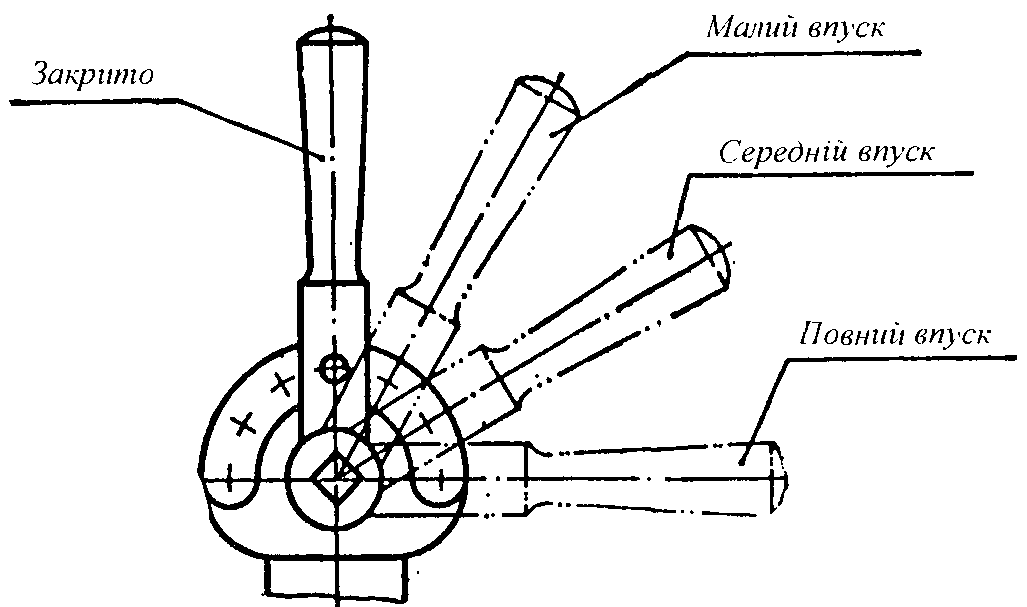 Малий впуск
Закрито
Середній впуск
Повний впуск